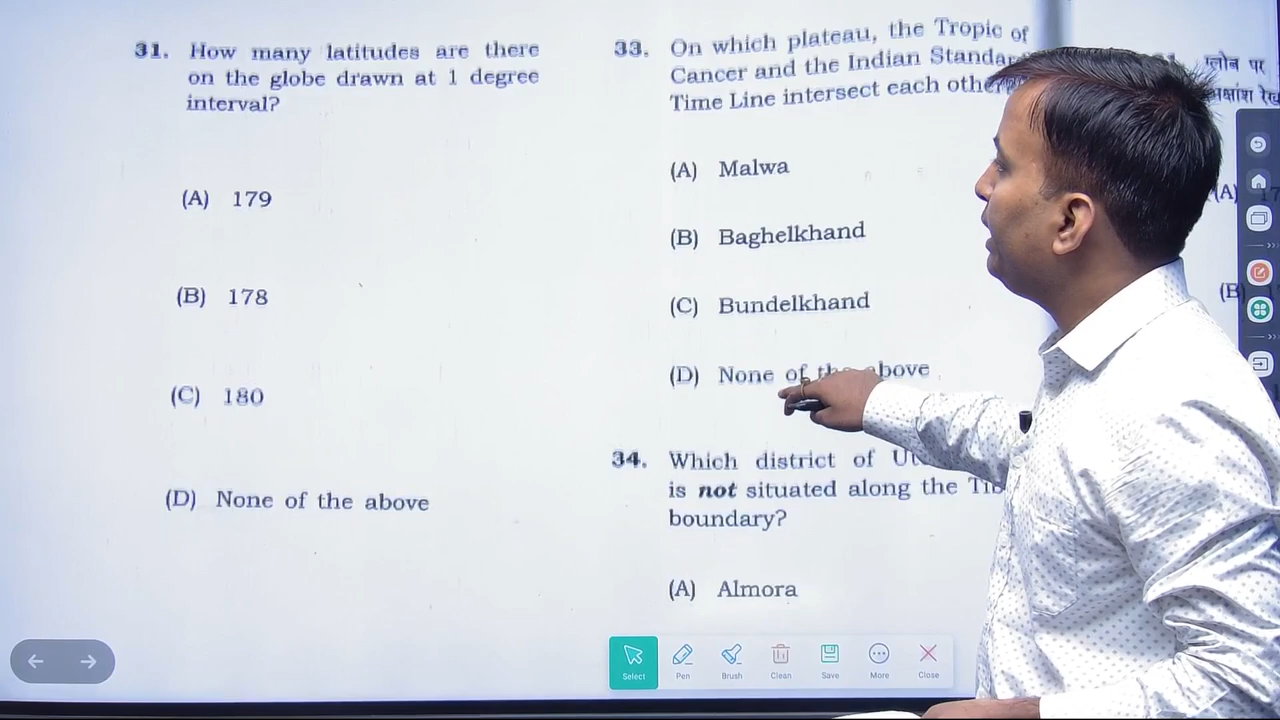 31. How many latitudes are there
on the globe drawn at 1 degree
interval?
(A) 179
(B) 178
(C) 180
(D) None of the above
33. On which plateau, the Tropic of
Cancer and the Indian
Time Line intersect each
(A) Malwa
(B) Baghelkhand
(C) Bundelkhand
(D) None of the above
34. Which district of
is not situated along the
boundary?
(A) Almora
ग्लोब पर
(A)
(B)
Select Pen Brush Clean Save More Close